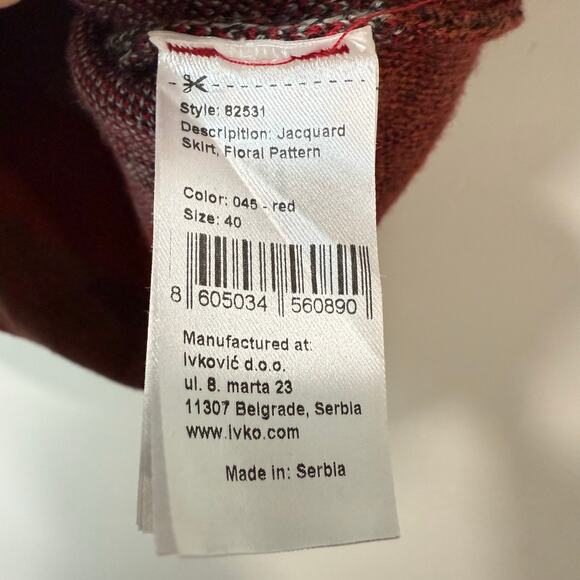 Style: 82531
Descripition: Jacquard
Skirt, Floral Pattern
Color: 045 - red
Size: 40
8 605034 560890
Manufactured at:
Ivković d.o.o.
ul. 8. marta 23
11307 Belgrade, Serbia
www.ivko.com
Made in: Serbia